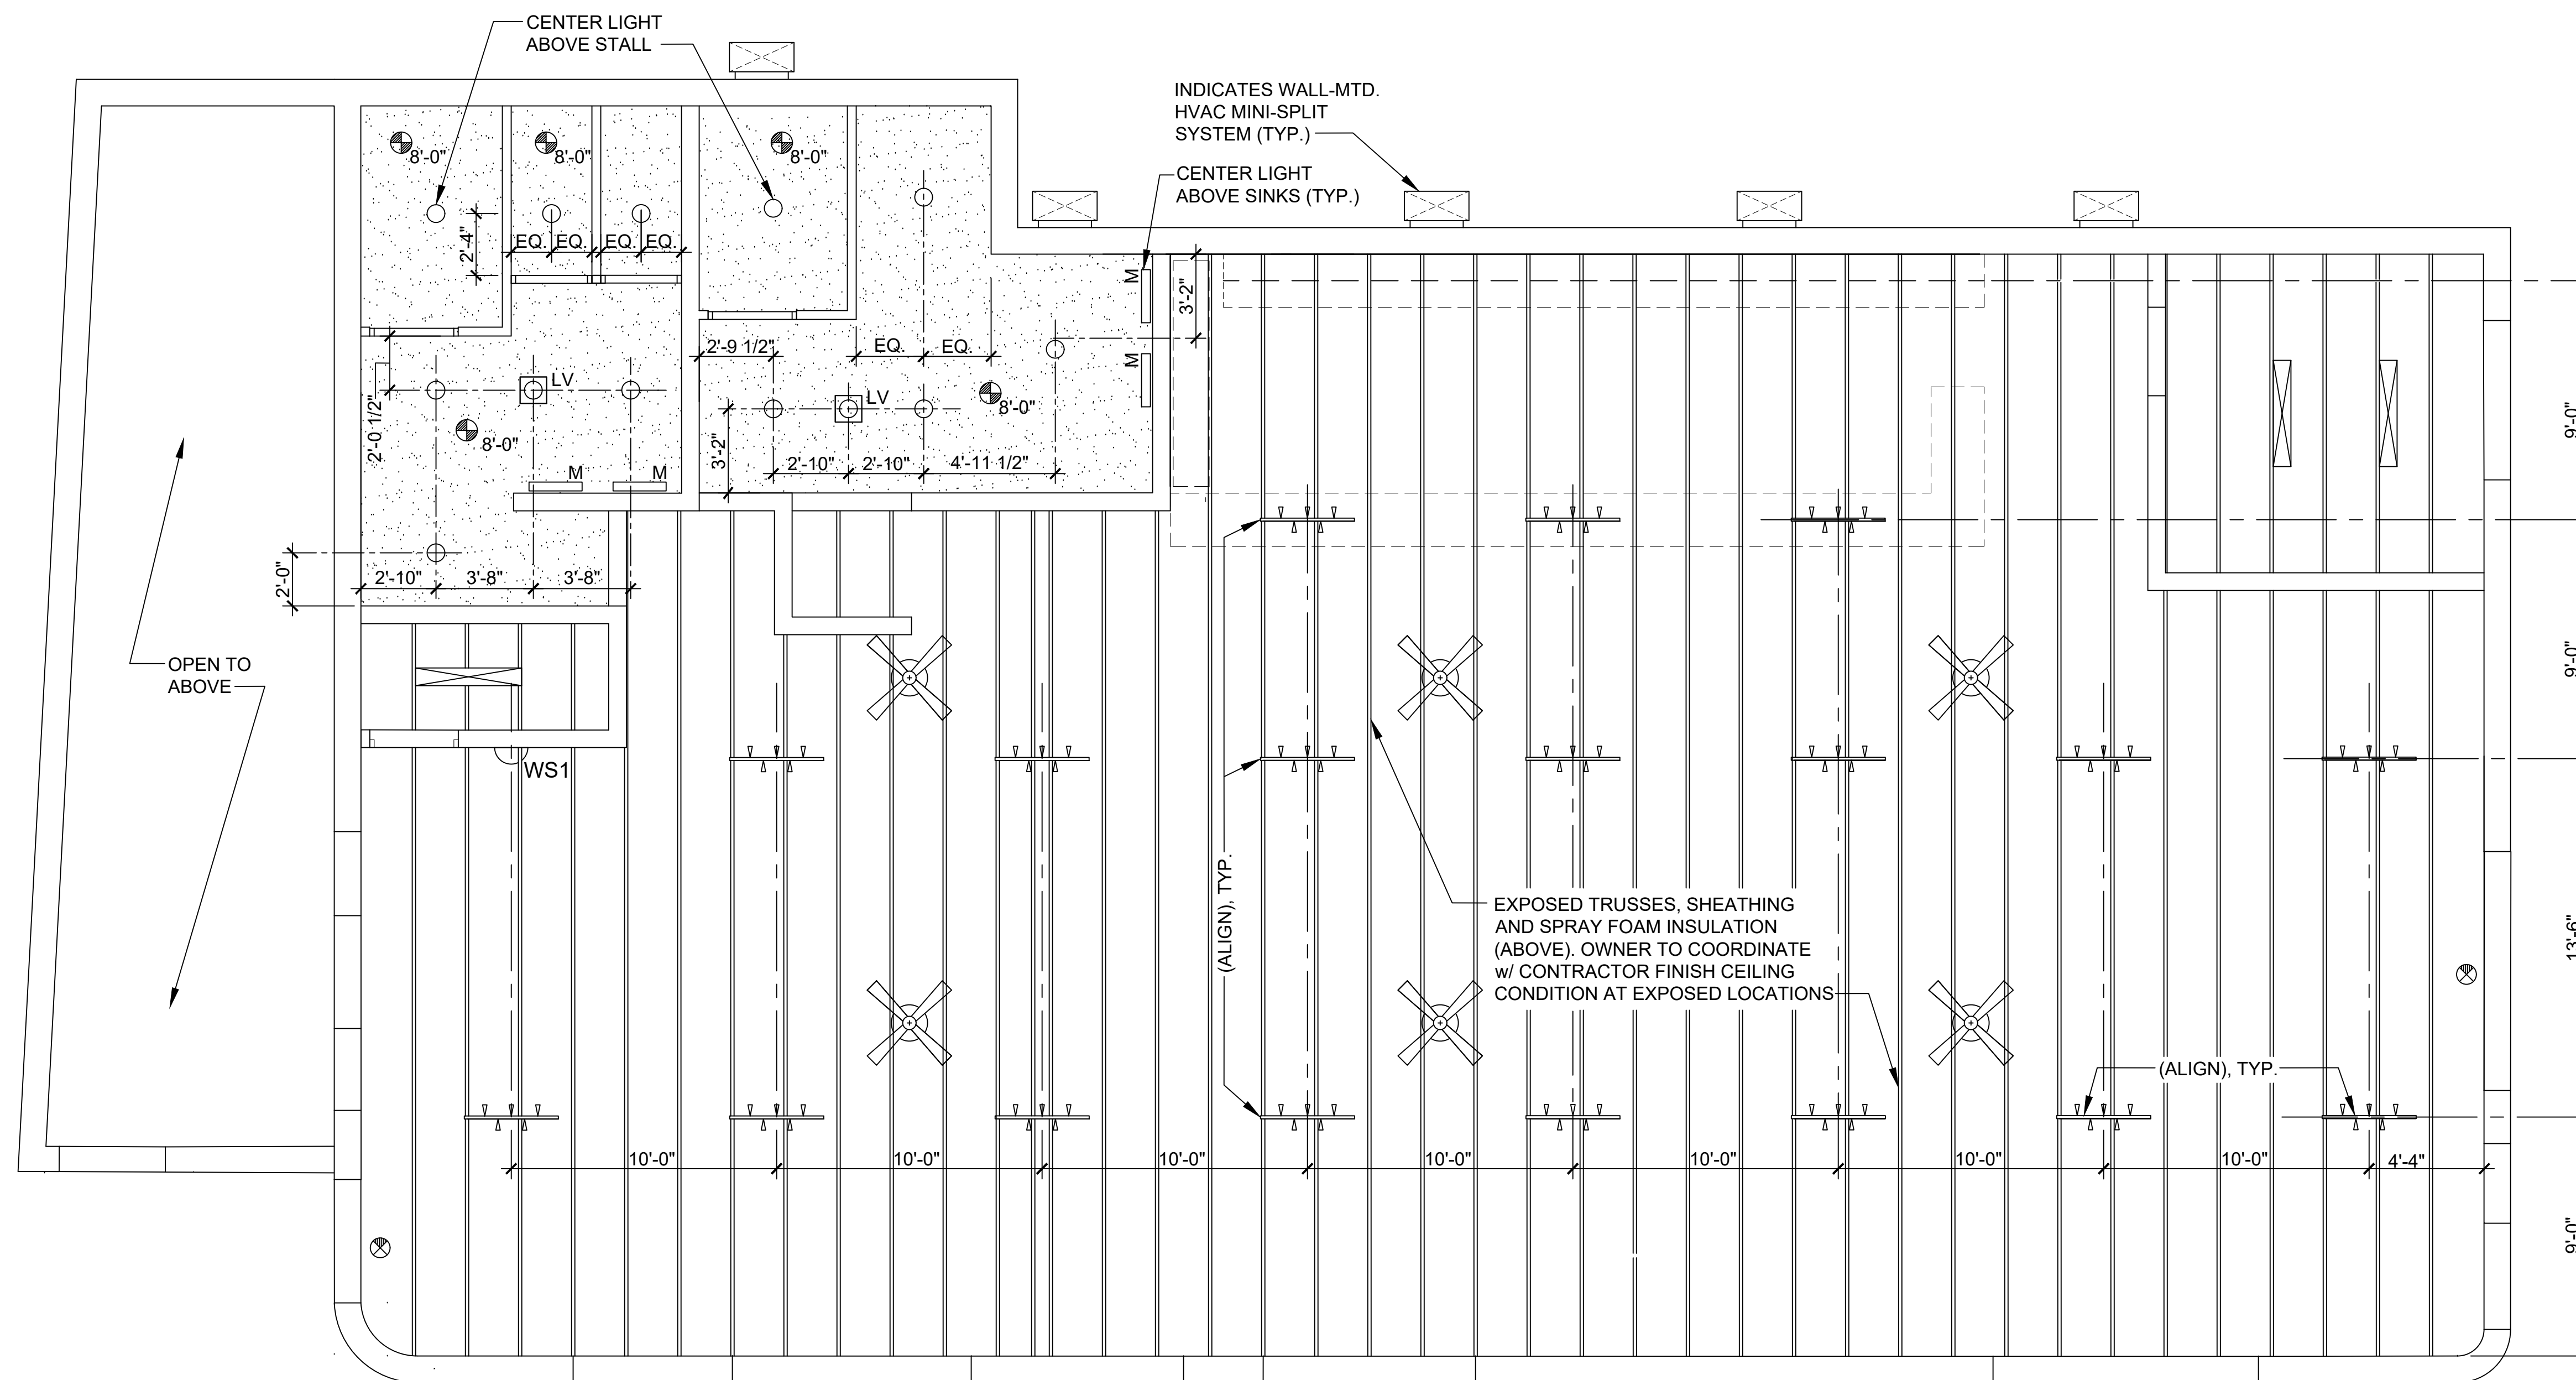 CENTER LIGHT
ABOVE STALL
INDICATES WALL-MTD.
HVAC MINI-SPLIT
SYSTEM (TYP.)
CENTER LIGHT
ABOVE SINKS (TYP.)
8'-0"
8'-0"
8'-0"
2'-4"
EQ.
EQ.
EQ.
EQ.
M
3'-2"
2'-9 1/2"
EQ.
EQ.
M
LV
LV
8'-0"
2'-0 1/2"
8'-0"
3'-2"
2'-10"
2'-10"
4'-11 1/2"
M
M
9'-0"
2'-0"
2'-10"
3'-8"
3'-8"
OPEN TO
ABOVE
9'-0"
WS1
(ALIGN), TYP.
EXPOSED TRUSSES, SHEATHING
AND SPRAY FOAM INSULATION
(ABOVE). OWNER TO COORDINATE
w/ CONTRACTOR FINISH CEILING
CONDITION AT EXPOSED LOCATIONS
13'-6"
(ALIGN), TYP.
10'-0"
10'-0"
10'-0"
10'-0"
10'-0"
10'-0"
10'-0"
4'-4"
9'-0"